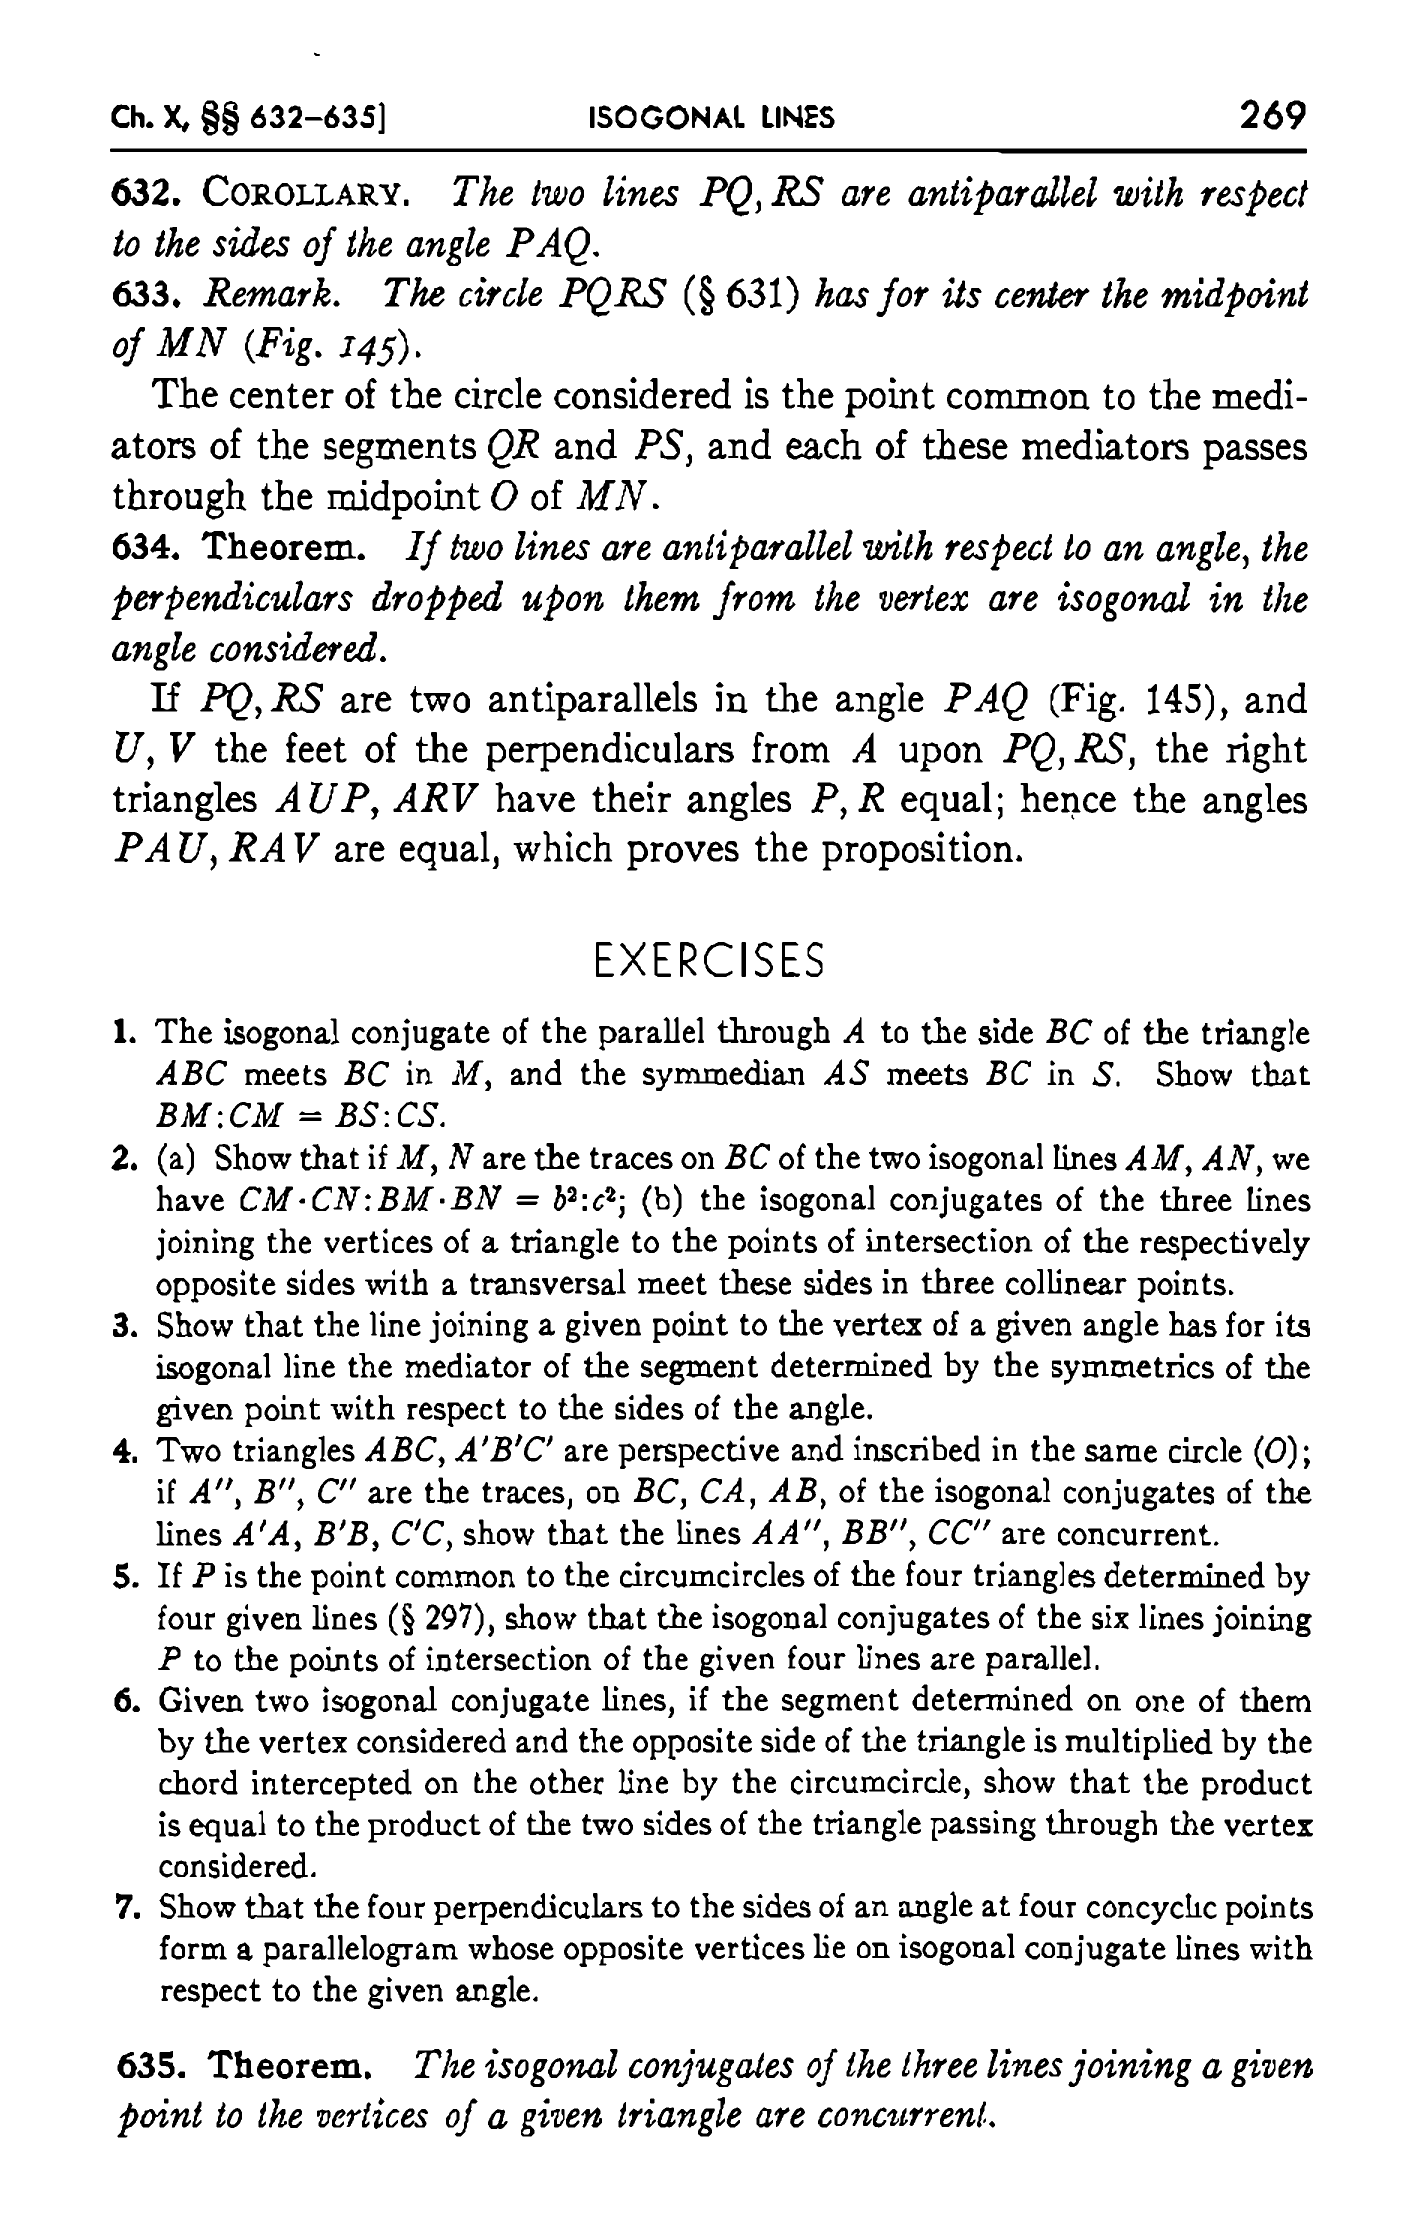 Ch. X, §§ 632–635] ISOGONAL LINES 269
632. COROLLARY. The two lines PQ, RS are antiparallel with respect
to the sides of the angle PAQ.
633. Remark. The circle PQRS (§ 631) has for its center the midpoint
of MN (Fig. 145).
The center of the circle considered is the point common to the medi-
ators of the segments QR and PS, and each of these mediators passes
through the midpoint O of MN.
634. Theorem. If two lines are antiparallel with respect to an angle, the
perpendiculars dropped upon them from the vertex are isogonal in the
angle considered.
If PQ, RS are two antiparallels in the angle PAQ (Fig. 145), and
U, V the feet of the perpendiculars from A upon PQ, RS, the right
triangles AUP, ARV have their angles P, R equal; hence the angles
PAU, RAV are equal, which proves the proposition.
EXERCISES
1. The isogonal conjugate of the parallel through A to the side BC of the triangle
ABC meets BC in M, and the symmedian AS meets BC in S. Show that
BM:CM = BS:CS.
2. (a) Show that if M, N are the traces on BC of the two isogonal lines AM, AN, we
have CM·CN:BM·BN = b²:c²; (b) the isogonal conjugates of the three lines
joining the vertices of a triangle to the points of intersection of the respectively
opposite sides with a transversal meet these sides in three collinear points.
3. Show that the line joining a given point to the vertex of a given angle has for its
isogonal line the mediator of the segment determined by the symmetrics of the
given point with respect to the sides of the angle.
4. Two triangles ABC, A'B'C' are perspective and inscribed in the same circle (O);
if A'', B'', C'' are the traces, on BC, CA, AB, of the isogonal conjugates of the
lines A'A, B'B, C'C, show that the lines AA'', BB'', CC'' are concurrent.
5. If P is the point common to the circumcircles of the four triangles determined by
four given lines (§ 297), show that the isogonal conjugates of the six lines joining
P to the points of intersection of the given four lines are parallel.
6. Given two isogonal conjugate lines, if the segment determined on one of them
by the vertex considered and the opposite side of the triangle is multiplied by the
chord intercepted on the other line by the circumcircle, show that the product
is equal to the product of the two sides of the triangle passing through the vertex
considered.
7. Show that the four perpendiculars to the sides of an angle at four concyclic points
form a parallelogram whose opposite vertices lie on isogonal conjugate lines with
respect to the given angle.
635. Theorem. The isogonal conjugates of the three lines joining a given
point to the vertices of a given triangle are concurrent.